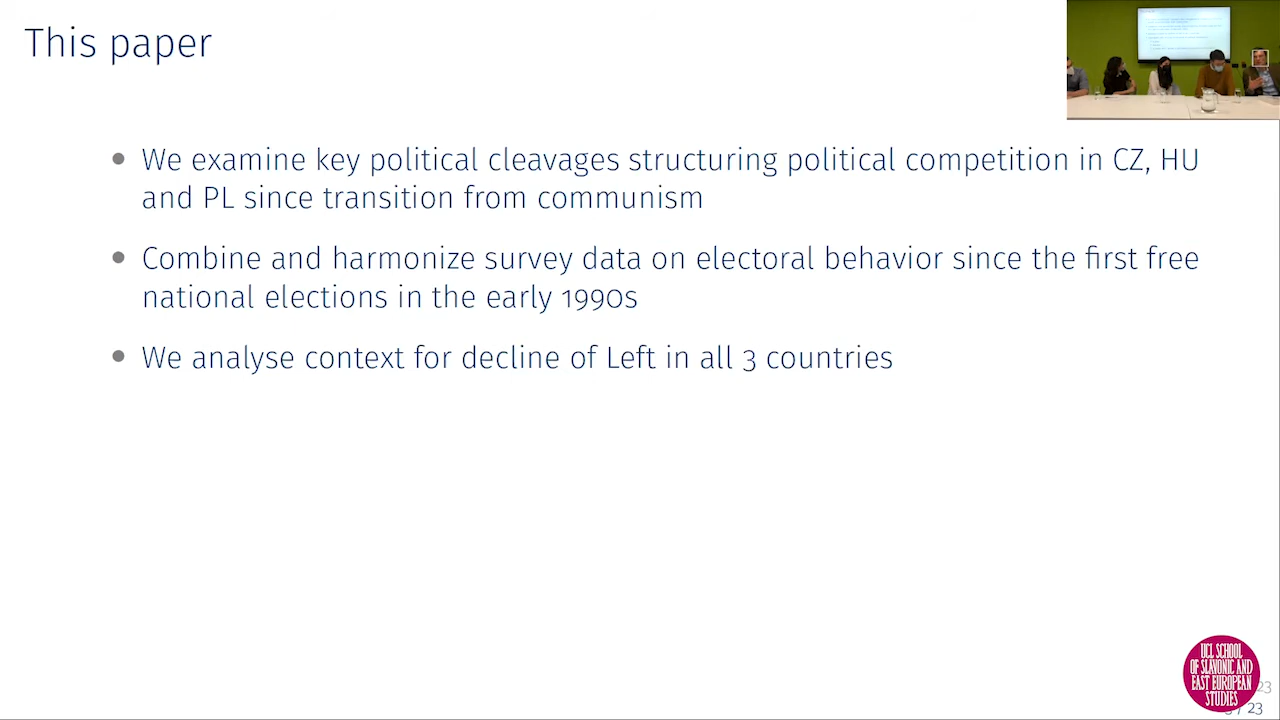 This paper
We examine key political cleavages structuring political competition in CZ, HU
and PL since transition from communism
Combine and harmonize survey data on electoral behavior since the first free
national elections in the early 1990s
We analyse context for decline of Left in all 3 countries
UCL SCHOOL
OF SLAVONIC AND
EAST EUROPEAN
STUDIES
23
/ 23